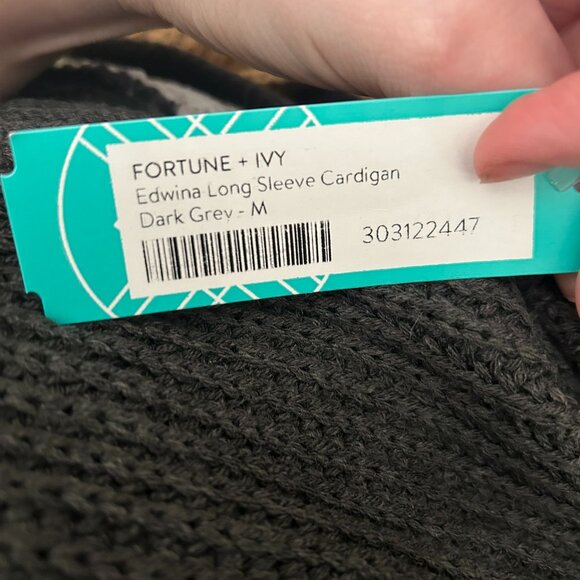 FORTUNE + IVY
Edwina Long Sleeve Cardigan
Dark Grey - M
303122447